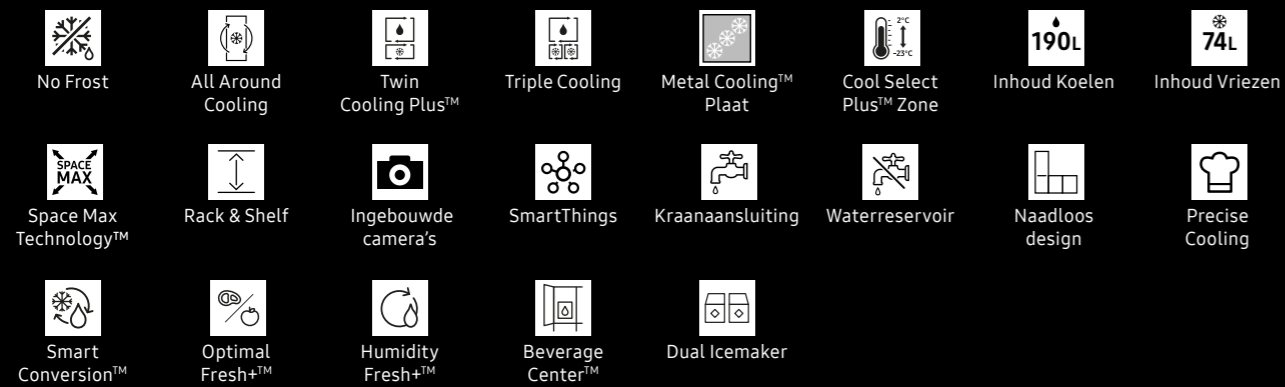 2°C
-23°C
190L
74L
No Frost
All Around
Cooling
Twin
Cooling Plus™
Triple Cooling
Metal Cooling™
Plaat
Cool Select
Plus™ Zone
Inhoud Koelen
Inhoud Vriezen
SPACE
MAX
Space Max
Technology™
Rack & Shelf
Ingebouwde
camera’s
SmartThings
Kraanaansluiting
Waterreservoir
Naadloos
design
Precise
Cooling
Smart
Conversion™
Optimal
Fresh+™
Humidity
Fresh+™
Beverage
Center™
Dual Icemaker